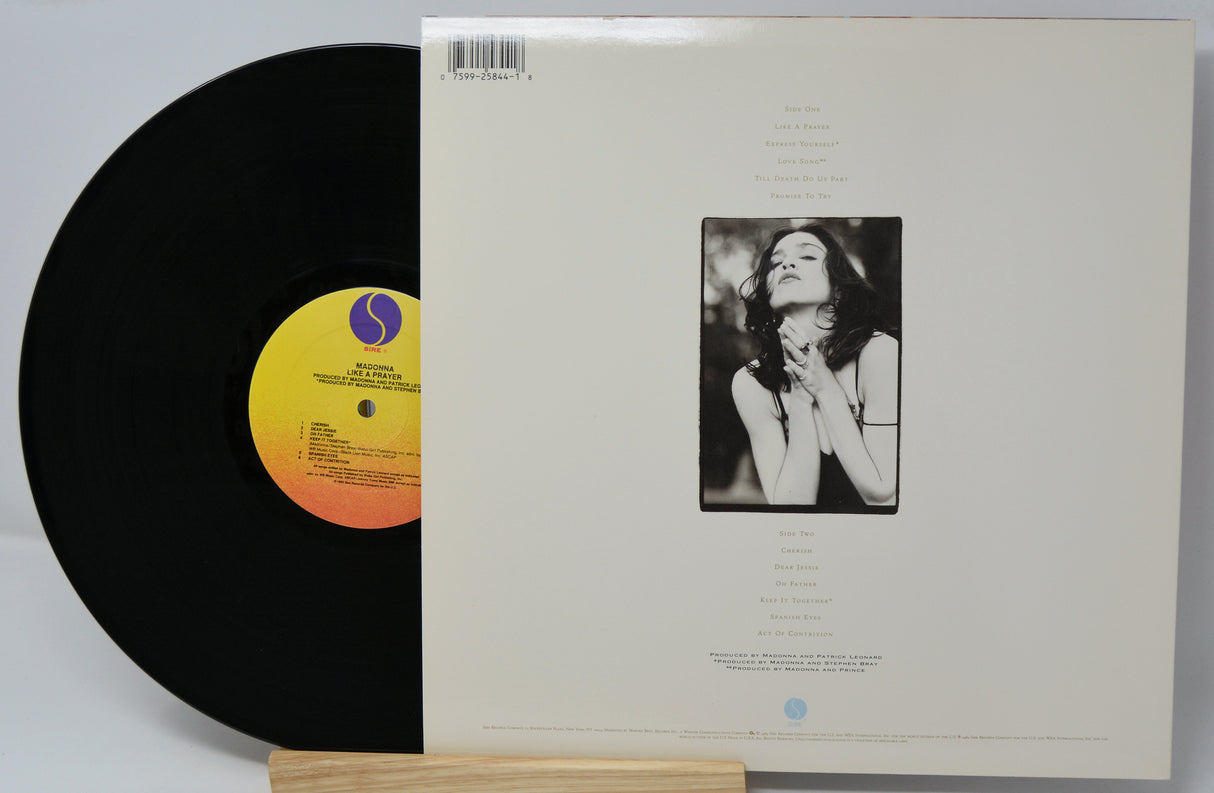 SIRE ®
MADONNA
LIKE A PRAYER
PRODUCED BY MADONNA AND PATRICK LEO
*PRODUCED BY MADONNA AND STEPHEN B
1 CHERISH
2 DEAR JESSIE
3 OH FATHER
4 KEEP IT TOGETHER*
SPANISH EYES
ACT OF CONTRITION
0 7599-25844-1 8
SIDE ONE
LIKE A PRAYER
EXPRESS YOURSELF*
LOVE SONG**
TILL DEATH DO US PART
PROMISE TO TRY
SIDE TWO
CHERISH
DEAR JESSIE
OH FATHER
KEEP IT TOGETHER*
SPANISH EYES
ACT OF CONTRITION
PRODUCED BY MADONNA AND PATRICK LEONARD
*PRODUCED BY MADONNA AND STEPHEN BRAY
**PRODUCED BY MADONNA AND PRINCE
SIRE